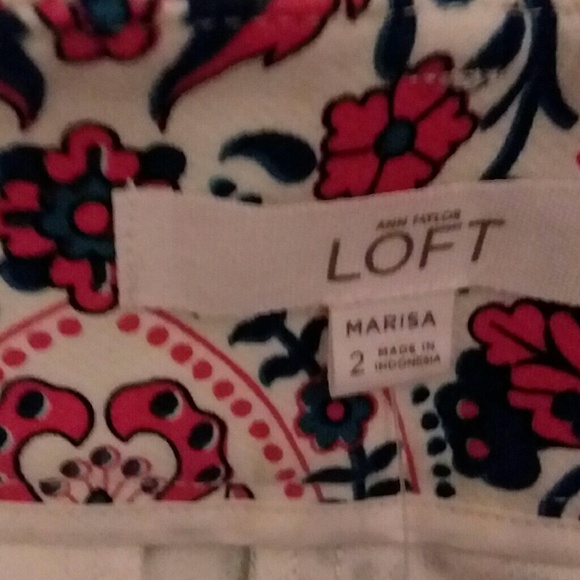 ANN TAYLOR
LOFT
MARISA
2 MADE IN
INDONESIA